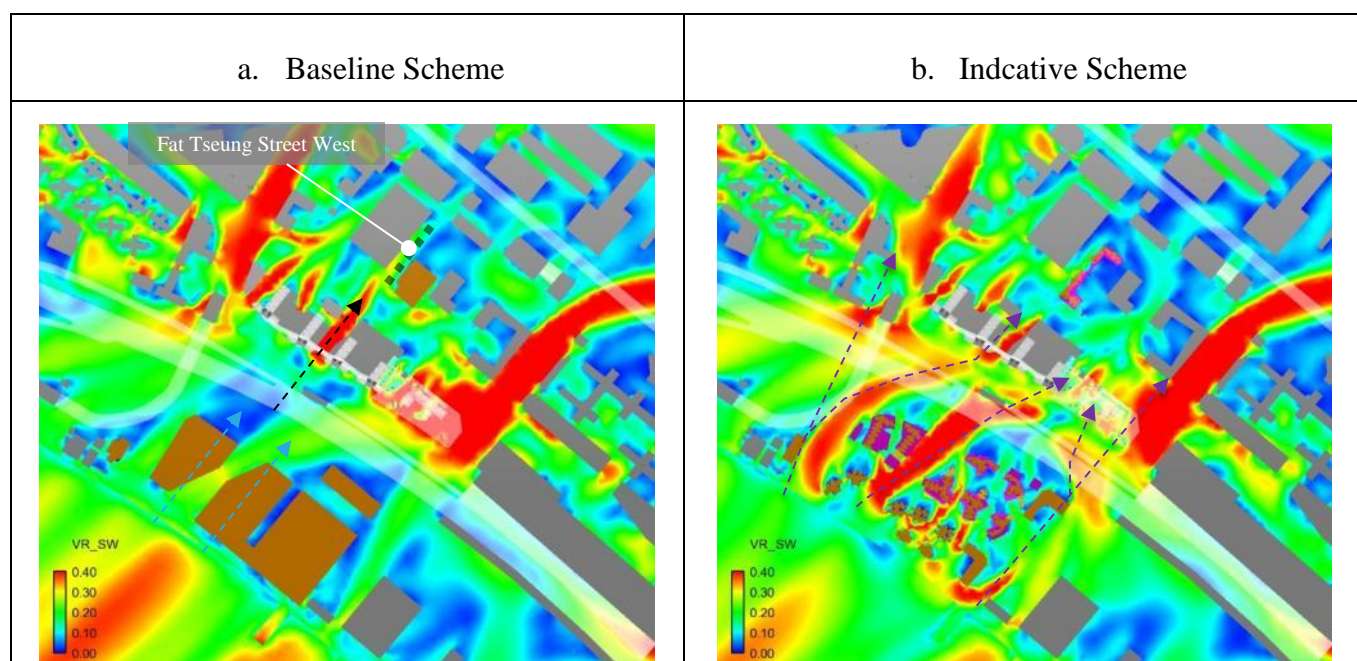 a. Baseline Scheme
b. Indcative Scheme
Fat Tseung Street West
VR_SW
0.40
0.30
0.20
0.10
0.00
VR_SW
0.40
0.30
0.20
0.10
0.00